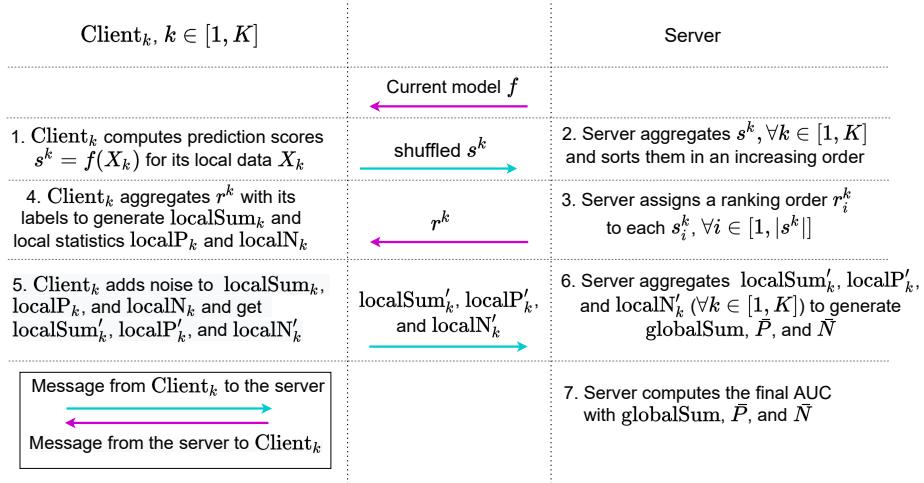 Client_k, k ∈ [1, K]
Server
Current model f
1. Client_k computes prediction scores
s^k = f(X_k) for its local data X_k
shuffled s^k
2. Server aggregates s^k, ∀k ∈ [1, K]
and sorts them in an increasing order
4. Client_k aggregates r^k with its
labels to generate localSum_k and
local statistics localP_k and localN_k
r^k
3. Server assigns a ranking order r_i^k
to each s_i^k, ∀i ∈ [1, |s^k|]
5. Client_k adds noise to localSum_k,
localP_k, and localN_k and get
localSum′_k, localP′_k, and localN′_k
localSum′_k, localP′_k,
and localN′_k
6. Server aggregates localSum′_k, localP′_k,
and localN′_k (∀k ∈ [1, K]) to generate
globalSum, P̄, and N̄
Message from Client_k to the server
Message from the server to Client_k
7. Server computes the final AUC
with globalSum, P̄, and N̄